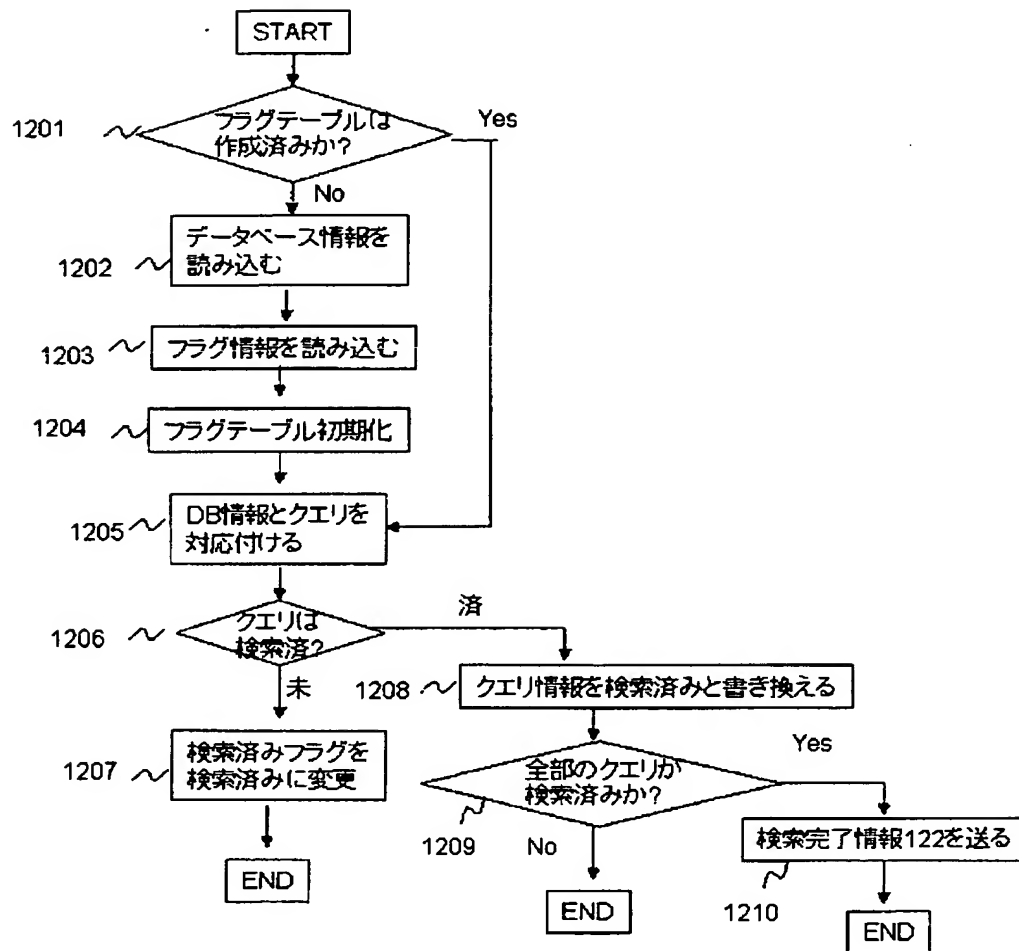 START
1201
フラグテーブルは
作成済みか?
Yes
No
1202
データベース情報を
読み込む
1203
フラグ情報を読み込む
1204
フラグテーブル初期化
1205
DB情報とクエリを
対応付ける
1206
クエリは
検索済?
済
未
1207
検索済みフラグを
検索済みに変更
END
1208
クエリ情報を検索済みと書き換える
全部のクエリが
検索済みか?
1209
Yes
No
END
検索完了情報122を送る
1210
END